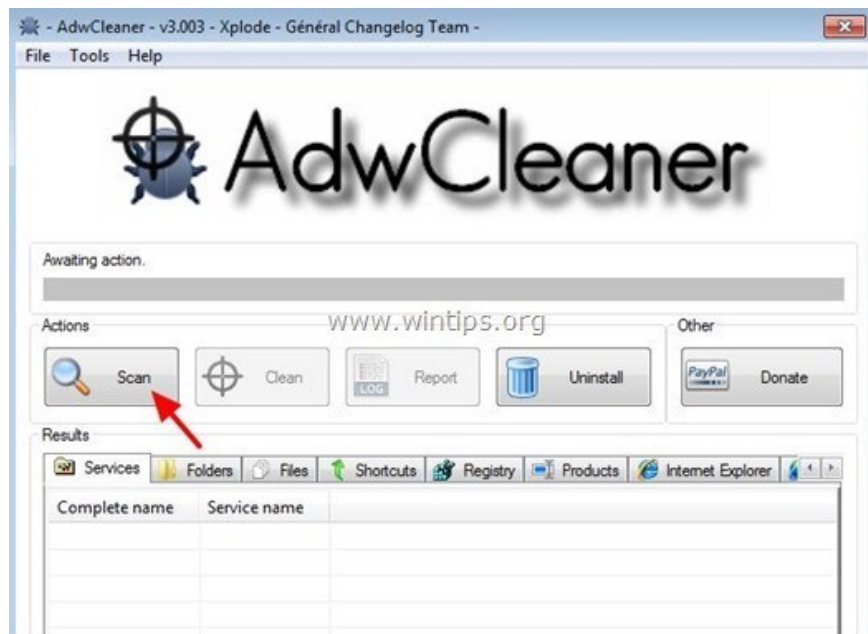 - AdwCleaner - v3.003 - Xplode - Général Changelog Team -
File Tools Help
AdwCleaner
Awaiting action.
www.wintips.org
Actions
Other
Scan
Clean
LOG
Report
Uninstall
PayPal
Donate
Results
Services Folders Files Shortcuts Registry Products Internet Explorer
Complete name Service name